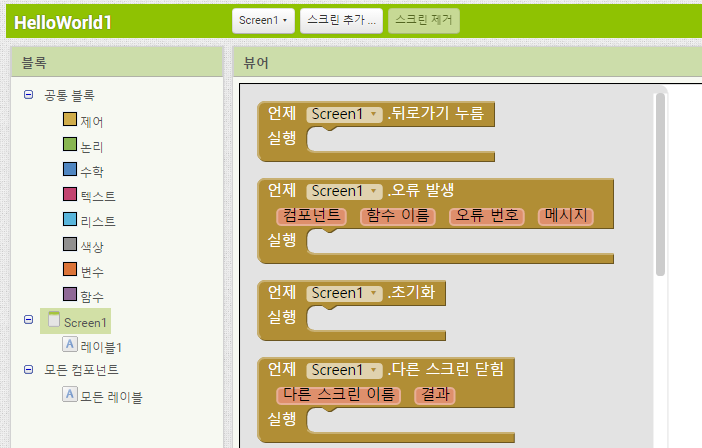 HelloWorld1
Screen1 스크린 추가 ... 스크린 제거
블록
공통 블록
제어
논리
수학
텍스트
리스트
색상
변수
함수
Screen1
레이블1
모든 컴포넌트
모든 레이블
뷰어
언제 Screen1 .뒤로가기 누름
실행
언제 Screen1 .오류 발생
컴포넌트 함수 이름 오류 번호 메시지
실행
언제 Screen1 .초기화
실행
언제 Screen1 .다른 스크린 닫힘
다른 스크린 이름 결과
실행